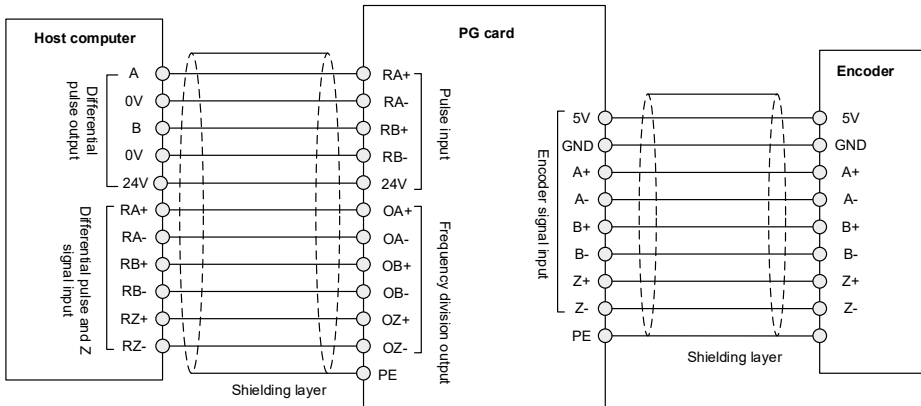 Host computer
PG card
Encoder
Differential
pulse output
A
0V
B
0V
24V
RA+
RA-
RB+
RB-
24V
Pulse input
Differential pulse and Z
signal input
RA+
RA-
RB+
RB-
RZ+
RZ-
OA+
OA-
OB+
OB-
OZ+
OZ-
PE
Frequency division output
Shielding layer
Encoder signal input
5V
GND
A+
A-
B+
B-
Z+
Z-
PE
5V
GND
A+
A-
B+
B-
Z+
Z-
Shielding layer